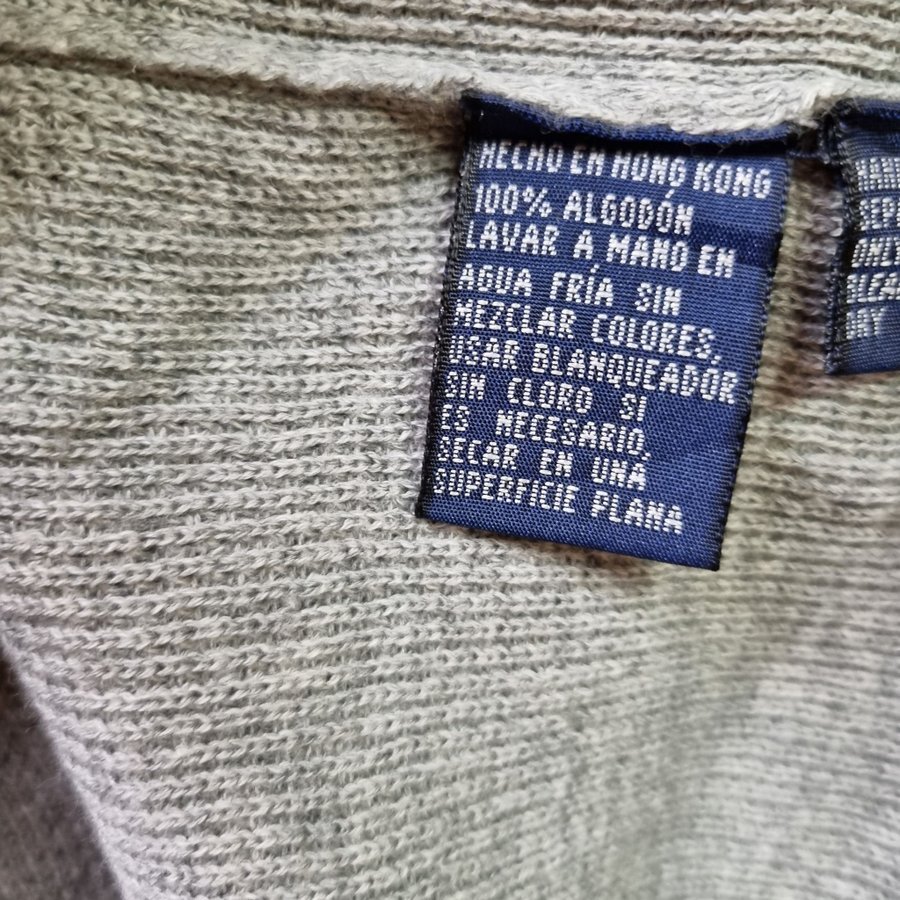 HECHO EN HONG KONG
100% ALGODÓN
LAVAR A MANO EN
AGUA FRÍA SIN
MEZCLAR COLORES,
USAR BLANQUEADOR
SIN CLORO SI
ES NECESARIO,
SECAR EN UNA
SUPERFICIE PLANA